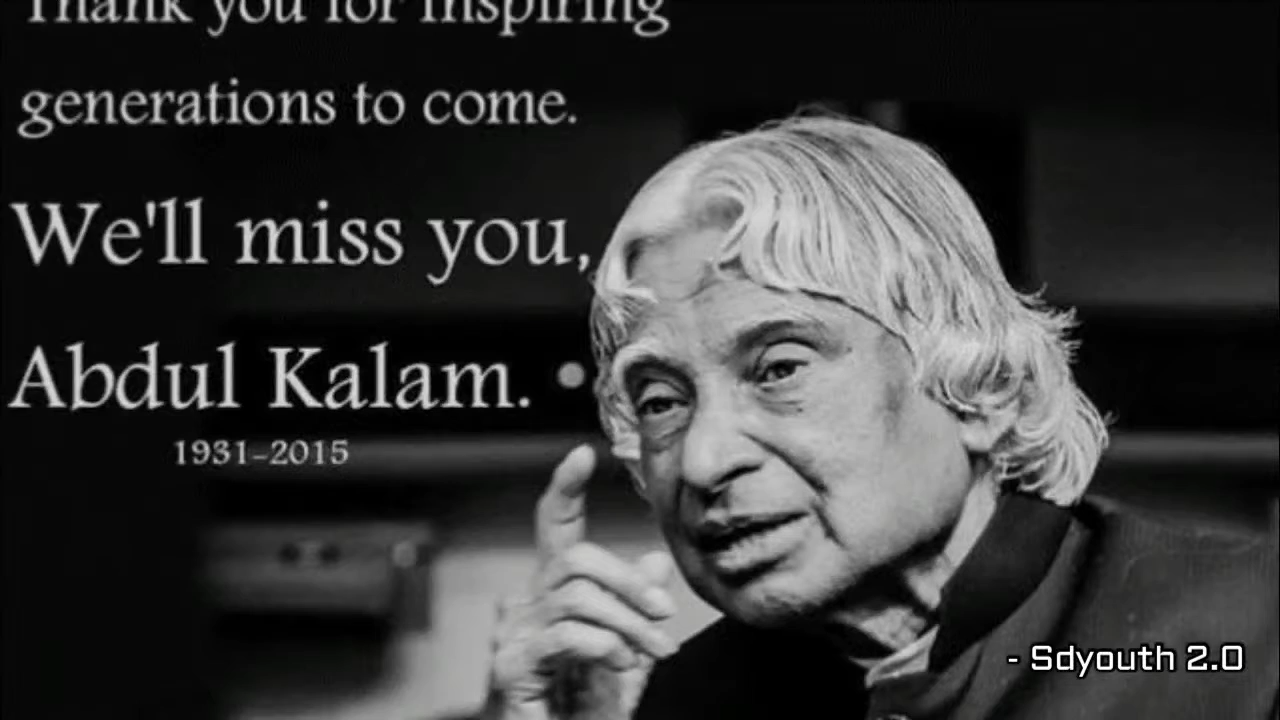 Thank you for inspiring
generations to come.
We'll miss you,
Abdul Kalam. •
1931-2015
- Sdyouth 2.0